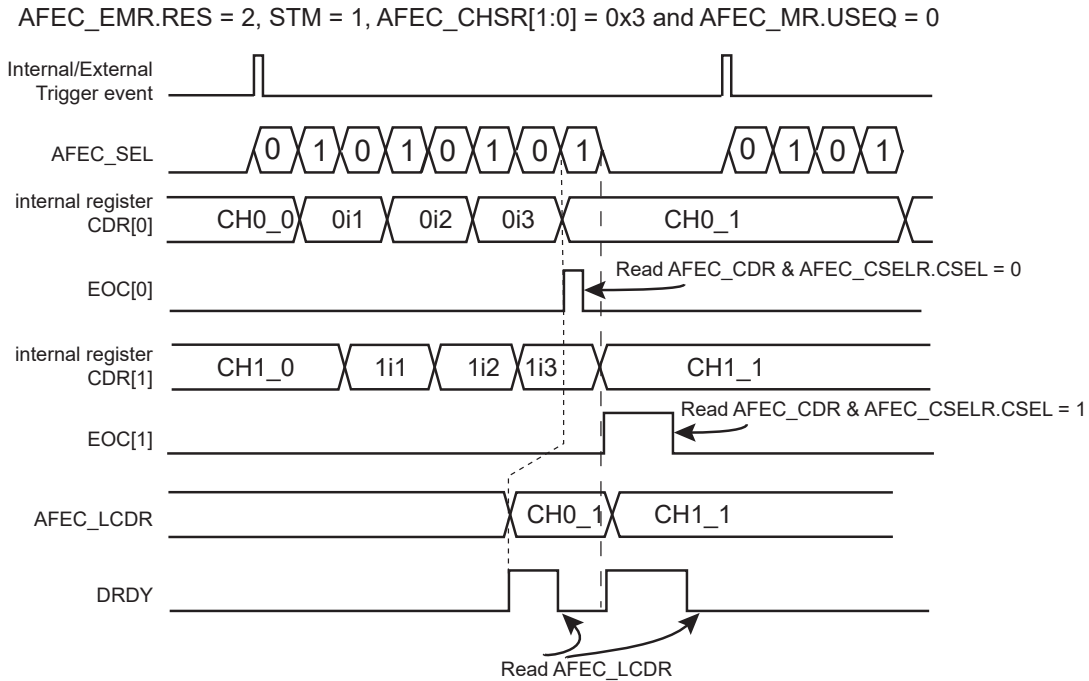 AFEC_EMR.RES = 2, STM = 1, AFEC_CHSR[1:0] = 0x3 and AFEC_MR.USEQ = 0
Internal/External
Trigger event
AFEC_SEL
0 1 0 1 0 1 0 1 0 1 0 1
internal register
CDR[0]
CH0_0 0i1 0i2 0i3 CH0_1
Read AFEC_CDR & AFEC_CSELR.CSEL = 0
EOC[0]
internal register
CDR[1]
CH1_0 1i1 1i2 1i3 CH1_1
Read AFEC_CDR & AFEC_CSELR.CSEL = 1
EOC[1]
AFEC_LCDR
CH0_1 CH1_1
DRDY
Read AFEC_LCDR